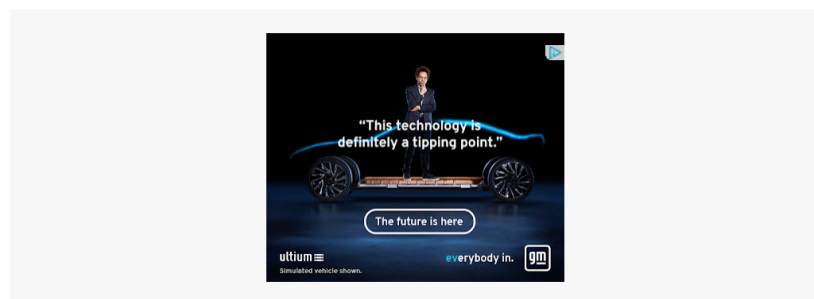 “This technology is
definitely a tipping point.”
The future is here
ultium
everybody in.
gm
Simulated vehicle shown.